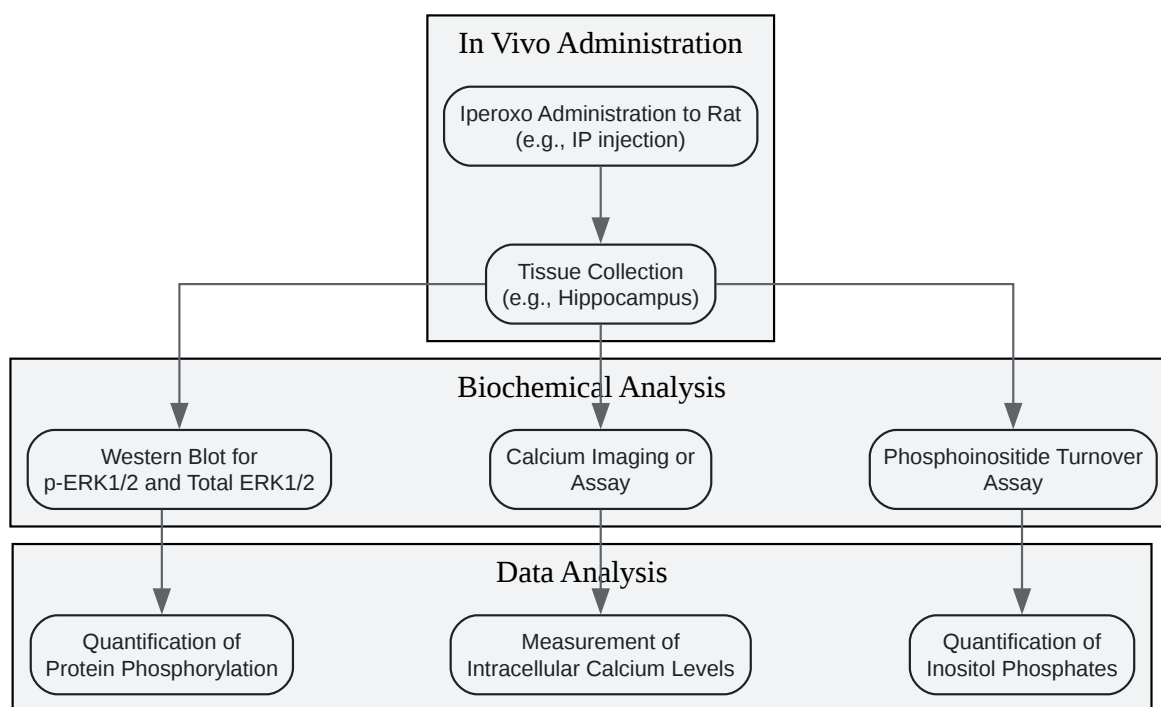 In Vivo Administration
Iperoxo Administration to Rat
(e.g., IP injection)
Tissue Collection
(e.g., Hippocampus)
Biochemical Analysis
Western Blot for
p-ERK1/2 and Total ERK1/2
Calcium Imaging or
Assay
Phosphoinositide Turnover
Assay
Data Analysis
Quantification of
Protein Phosphorylation
Measurement of
Intracellular Calcium Levels
Quantification of
Inositol Phosphates